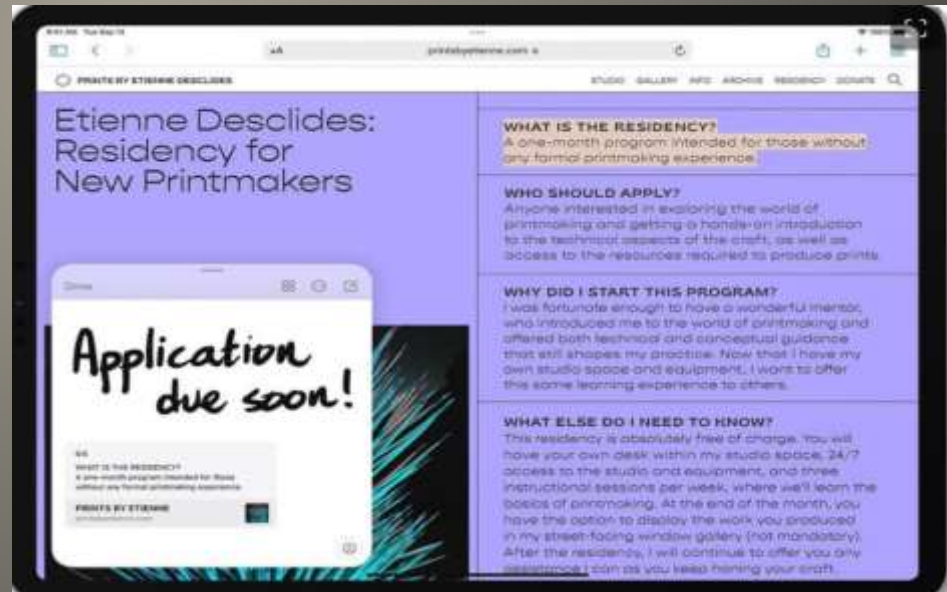 9:41 AM Tue Sep 14
100%
AA
printsbyetienne.com
PRINTS BY ETIENNE DESCLIDES
STUDIO GALLERY INFO ARCHIVE RESIDENCY DONATE
Etienne Desclides:
Residency for
New Printmakers
WHAT IS THE RESIDENCY?
A one-month program intended for those without
any formal printmaking experience.
WHO SHOULD APPLY?
Anyone interested in exploring the world of
printmaking and getting a hands-on introduction
to the technical aspects of the craft, as well as
access to the resources required to produce prints.
WHY DID I START THIS PROGRAM?
I was fortunate enough to have a wonderful mentor,
who introduced me to the world of printmaking and
offered both technical and conceptual guidance
that still shapes my practice. Now that I have my
own studio space and equipment, I want to offer
this same learning experience to others.
WHAT ELSE DO I NEED TO KNOW?
This residency is absolutely free of charge. You will
have your own desk within my studio space, 24/7
access to the studio and equipment, and three
instructional sessions per week, where we'll learn the
basics of printmaking. At the end of the month, you
have the option to display the work you produced
in my street-facing window gallery (not mandatory).
After the residency, I will continue to offer you any
assistance I can as you keep honing your craft.
Done
Application
due soon!
WHAT IS THE RESIDENCY?
A one-month program intended for those
without any formal printmaking experience.
PRINTS BY ETIENNE
printsbyetienne.com